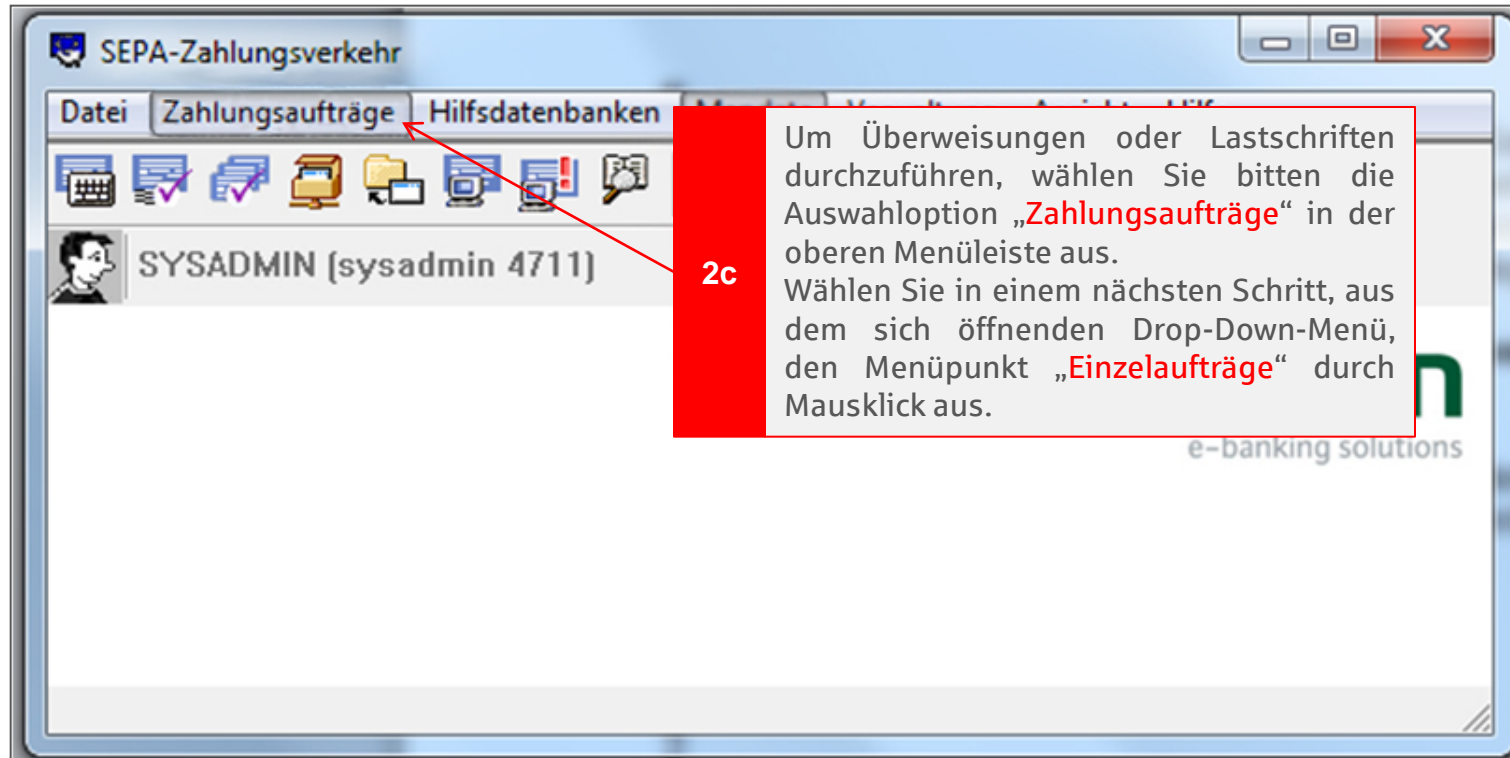 SEPA-Zahlungsverkehr
Datei Zahlungsaufträge Hilfsdatenbanken
SYSADMIN (sysadmin 4711)
2c
Um Überweisungen oder Lastschriften
durchzuführen, wählen Sie bitten die
Auswahloption „Zahlungsaufträge“ in der
oberen Menüleiste aus.
Wählen Sie in einem nächsten Schritt, aus
dem sich öffnenden Drop-Down-Menü,
den Menüpunkt „Einzelaufträge“ durch
Mausklick aus.
e-banking solutions